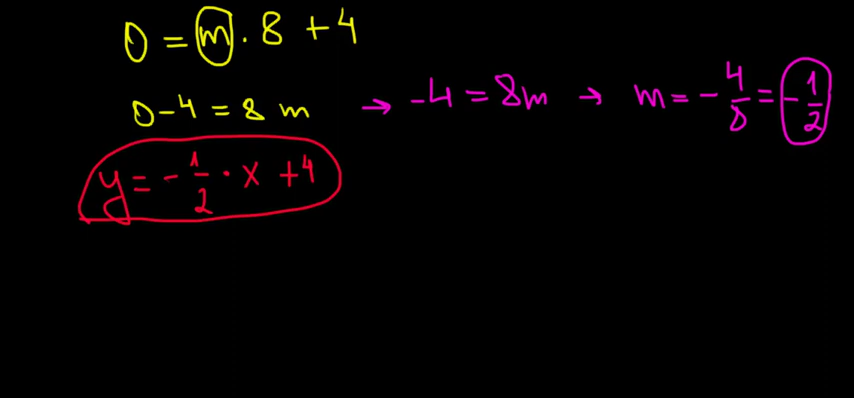 0 = m · 8 + 4
0 - 4 = 8 m → -4 = 8m → m = - 4/8 = - 1/2
y = - 1/2 · x + 4